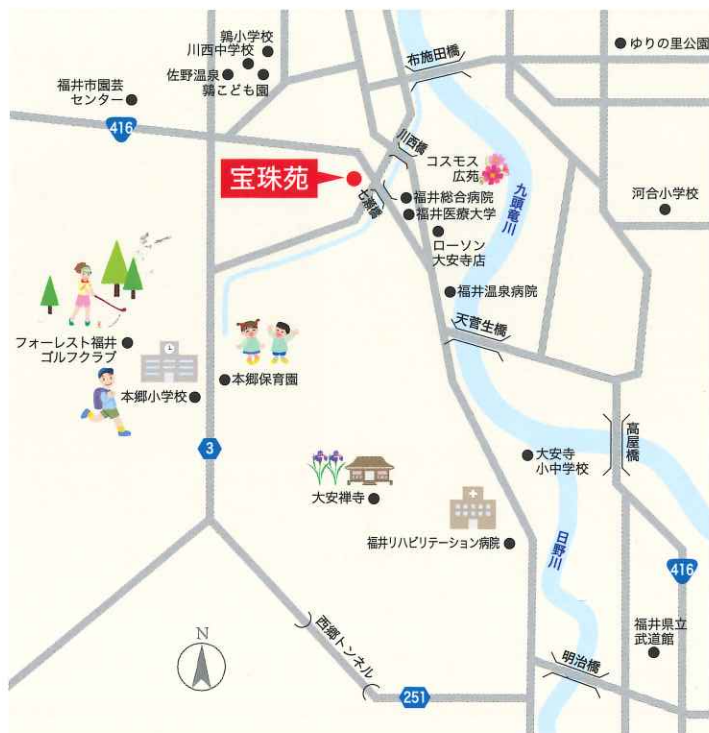 鶉小学校
川西中学校
佐野温泉
鶉こども園
福井市園芸
センター
416
布施田橋
ゆりの里公園
川西橋
コスモス
広苑
宝珠苑
七瀬橋
福井総合病院
福井医療大学
九頭竜川
河合小学校
ローソン
大安寺店
福井温泉病院
天菅生橋
フォーレスト福井
ゴルフクラブ
本郷小学校
本郷保育園
高屋橋
3
大安寺
小中学校
大安禅寺
福井リハビリテーション病院
日野川
416
福井県立
武道館
N
西郷トンネル
明治橋
251